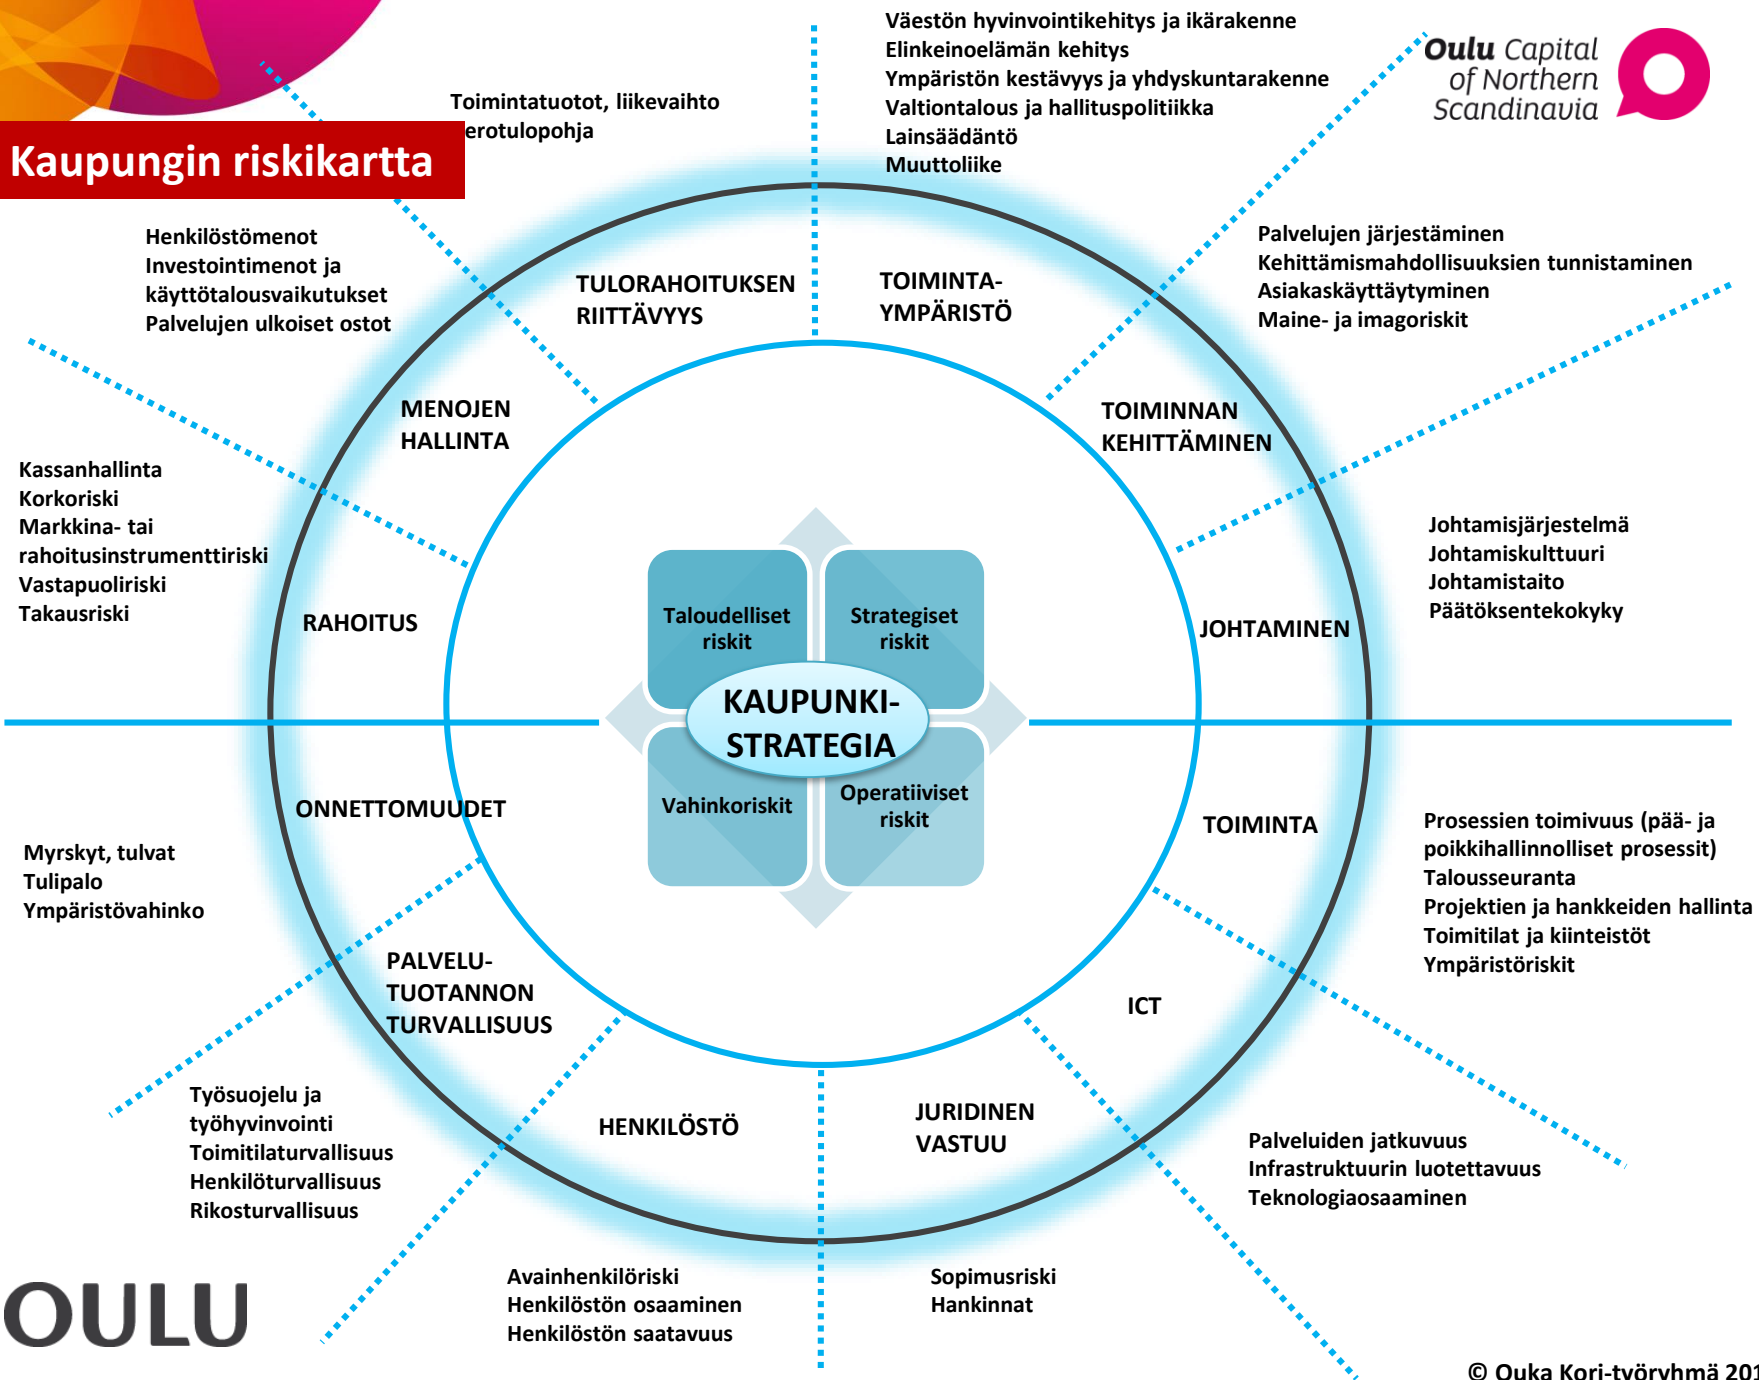 Kaupungin riskikartta
Oulu Capital
of Northern
Scandinavia
Toimintatuotot, liikevaihto
erotulopohja
Väestön hyvinvointikehitys ja ikärakenne
Elinkeinoelämän kehitys
Ympäristön kestävyys ja yhdyskuntarakenne
Valtiontalous ja hallituspolitiikka
Lainsäädäntö
Muuttoliike
Henkilöstömenot
Investointimenot ja
käyttötalousvaikutukset
Palvelujen ulkoiset ostot
Palvelujen järjestäminen
Kehittämismahdollisuuksien tunnistaminen
Asiakaskäyttäytyminen
Maine- ja imagoriskit
TULORAHOITUKSEN
RIITTÄVYYS
TOIMINTA-
YMPÄRISTÖ
MENOJEN
HALLINTA
TOIMINNAN
KEHITTÄMINEN
Kassanhallinta
Korkoriski
Markkina- tai
rahoitusinstrumenttiriski
Vastapuoliriski
Takausriski
RAHOITUS
Johtamisjärjestelmä
Johtamiskulttuuri
Johtamistaito
Päätöksentekokyky
JOHTAMINEN
Taloudelliset
riskit
Strategiset
riskit
KAUPUNKI-
STRATEGIA
Vahinkoriskit
Operatiiviset
riskit
ONNETTOMUUDET
TOIMINTA
Myrskyt, tulvat
Tulipalo
Ympäristövahinko
Prosessien toimivuus (pää- ja
poikkihallinnolliset prosessit)
Talousseuranta
Projektien ja hankkeiden hallinta
Toimitilat ja kiinteistöt
Ympäristöriskit
PALVELU-
TUOTANNON
TURVALLISUUS
ICT
Työsuojelu ja
työhyvinvointi
Toimitilaturvallisuus
Henkilöturvallisuus
Rikosturvallisuus
HENKILÖSTÖ
JURIDINEN
VASTUU
Palveluiden jatkuvuus
Infrastruktuurin luotettavuus
Teknologiaosaaminen
Avainhenkilöriski
Henkilöstön osaaminen
Henkilöstön saatavuus
Sopimusriski
Hankinnat
OULU
© Ouka Kori-työryhmä 201